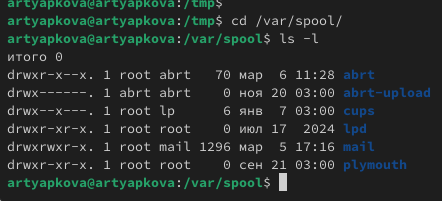 artyapkova@artyapkova:/tmp$
artyapkova@artyapkova:/tmp$ cd /var/spool/
artyapkova@artyapkova:/var/spool$ ls -l
итого 0
drwxr-x---. 1 root abrt 70 мар 6 11:28 abrt
drwx------. 1 abrt abrt 0 ноя 20 03:00 abrt-upload
drwx--x---. 1 root lp 6 янв 7 03:00 cups
drwxr-xr-x. 1 root root 0 июл 17 2024 lpd
drwxrwxr-x. 1 root mail 1296 мар 5 17:16 mail
drwxr-xr-x. 1 root root 0 сен 21 03:00 plymouth
artyapkova@artyapkova:/var/spool$